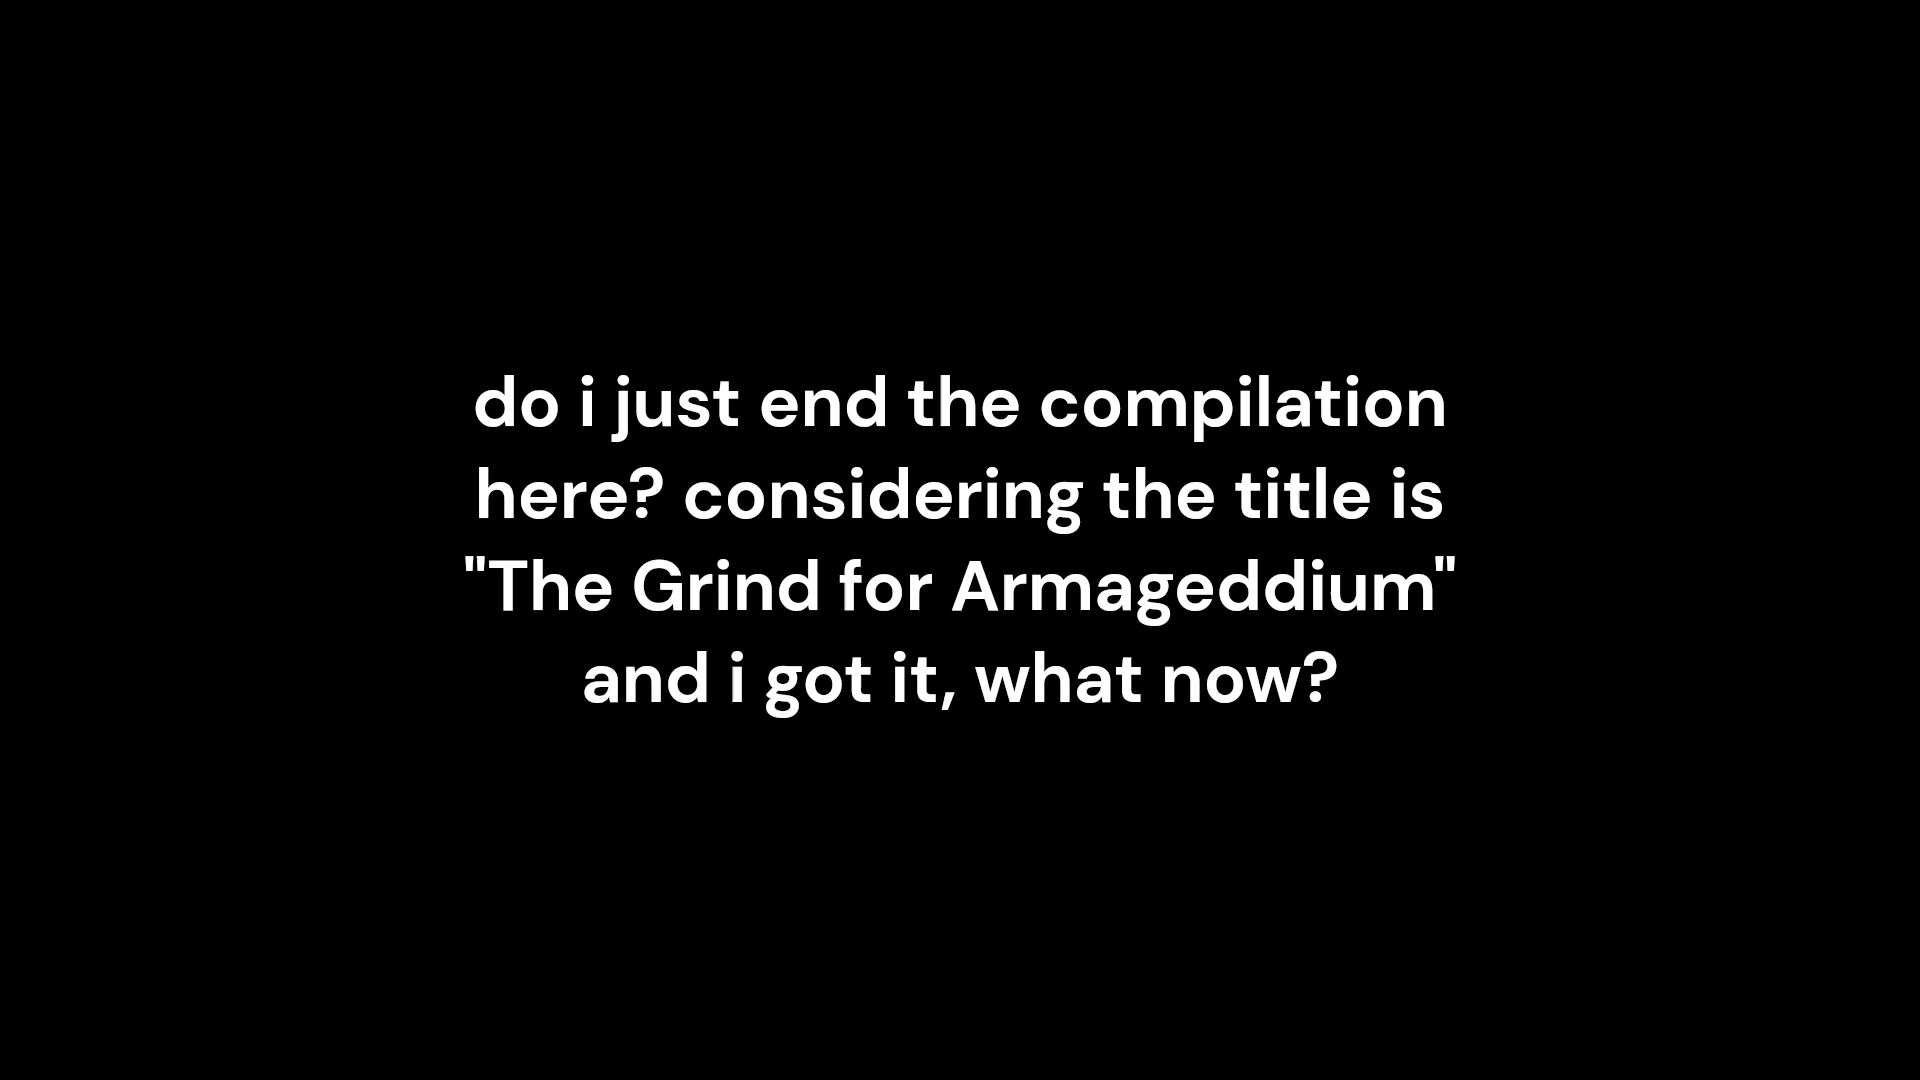 do i just end the compilation
here? considering the title is
"The Grind for Armageddium"
and i got it, what now?